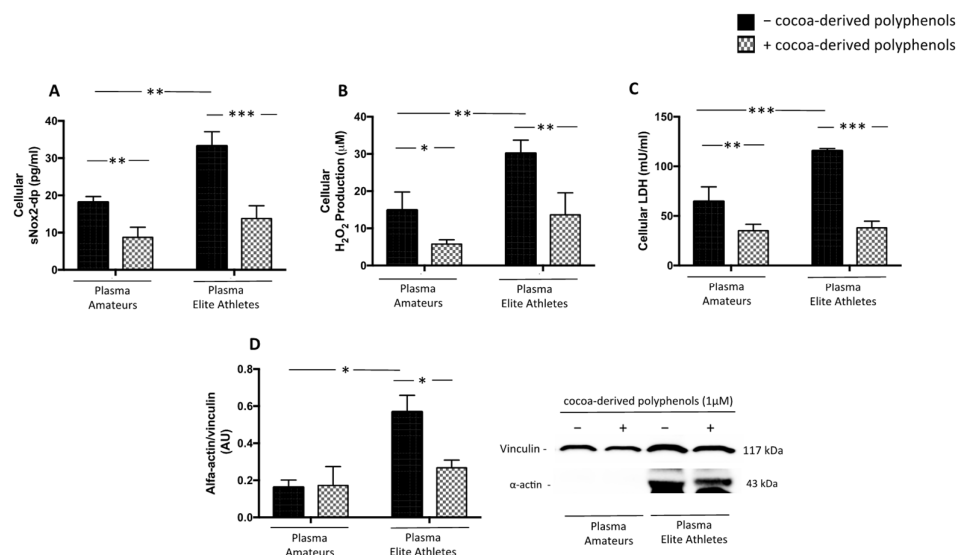 − cocoa-derived polyphenols
+ cocoa-derived polyphenols
A
Cellular
sNox2-dp (pg/ml)
40
30
20
10
0
**
**
***
Plasma
Amateurs
Plasma
Elite Athletes
B
Cellular
H₂O₂ Production (µM)
40
30
20
10
0
**
*
**
Plasma
Amateurs
Plasma
Elite Athletes
C
Cellular LDH (mU/ml)
150
100
50
0
***
**
***
Plasma
Amateurs
Plasma
Elite Athletes
D
Alfa-actin/vinculin
(AU)
0.8
0.6
0.4
0.2
0.0
*
*
Plasma
Amateurs
Plasma
Elite Athletes
cocoa-derived polyphenols (1µM)
− + − +
Vinculin - 117 kDa
α-actin - 43 kDa
Plasma
Amateurs
Plasma
Elite Athletes